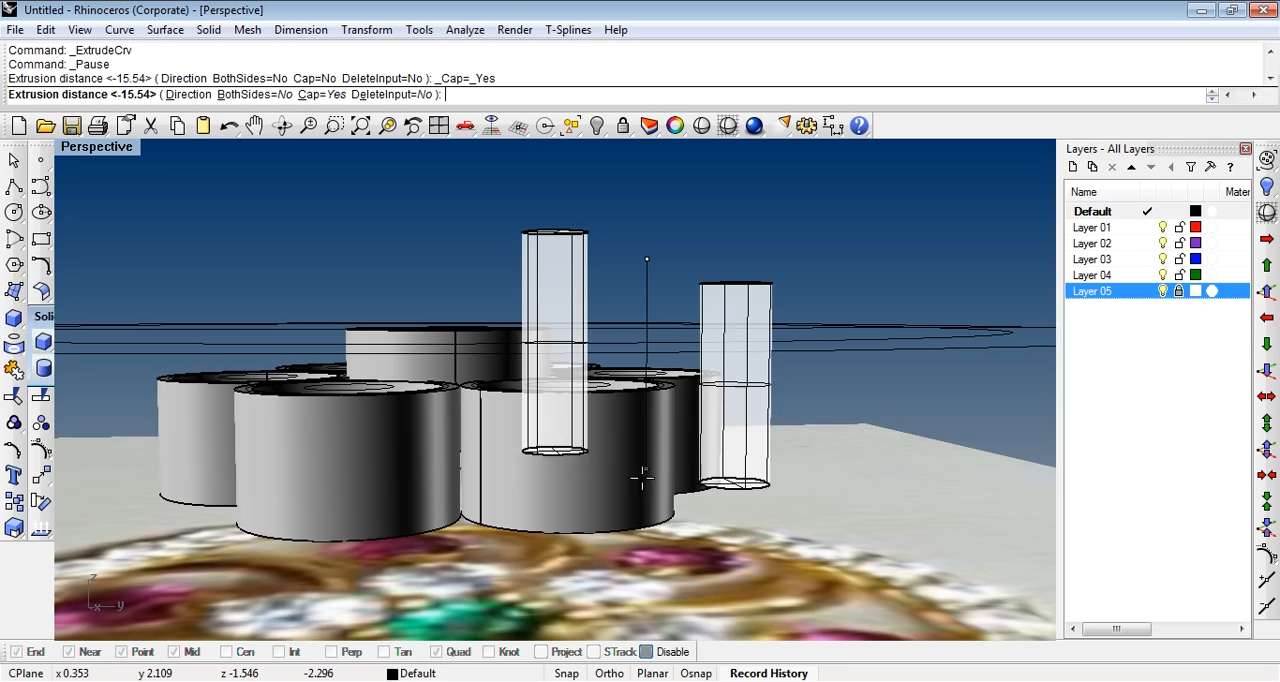 Untitled - Rhinoceros (Corporate) - [Perspective]
File Edit View Curve Surface Solid Mesh Dimension Transform Tools Analyze Render T-Splines Help
Command: _ExtrudeCrv
Command: _Pause
Extrusion distance <-15.54> ( Direction BothSides=No Cap=No DeleteInput=No ): _Cap=_Yes
Extrusion distance <-15.54> ( Direction BothSides=No Cap=Yes DeleteInput=No ):
Perspective
Layers - All Layers
Name Mater
Default
Layer 01
Layer 02
Layer 03
Layer 04
Layer 05
Soli
z
x y
End Near Point Mid Cen Int Perp Tan Quad Knot Project STrack Disable
CPlane x 0.353 y 2.109 z -1.546 -2.296 Default Snap Ortho Planar Osnap Record History